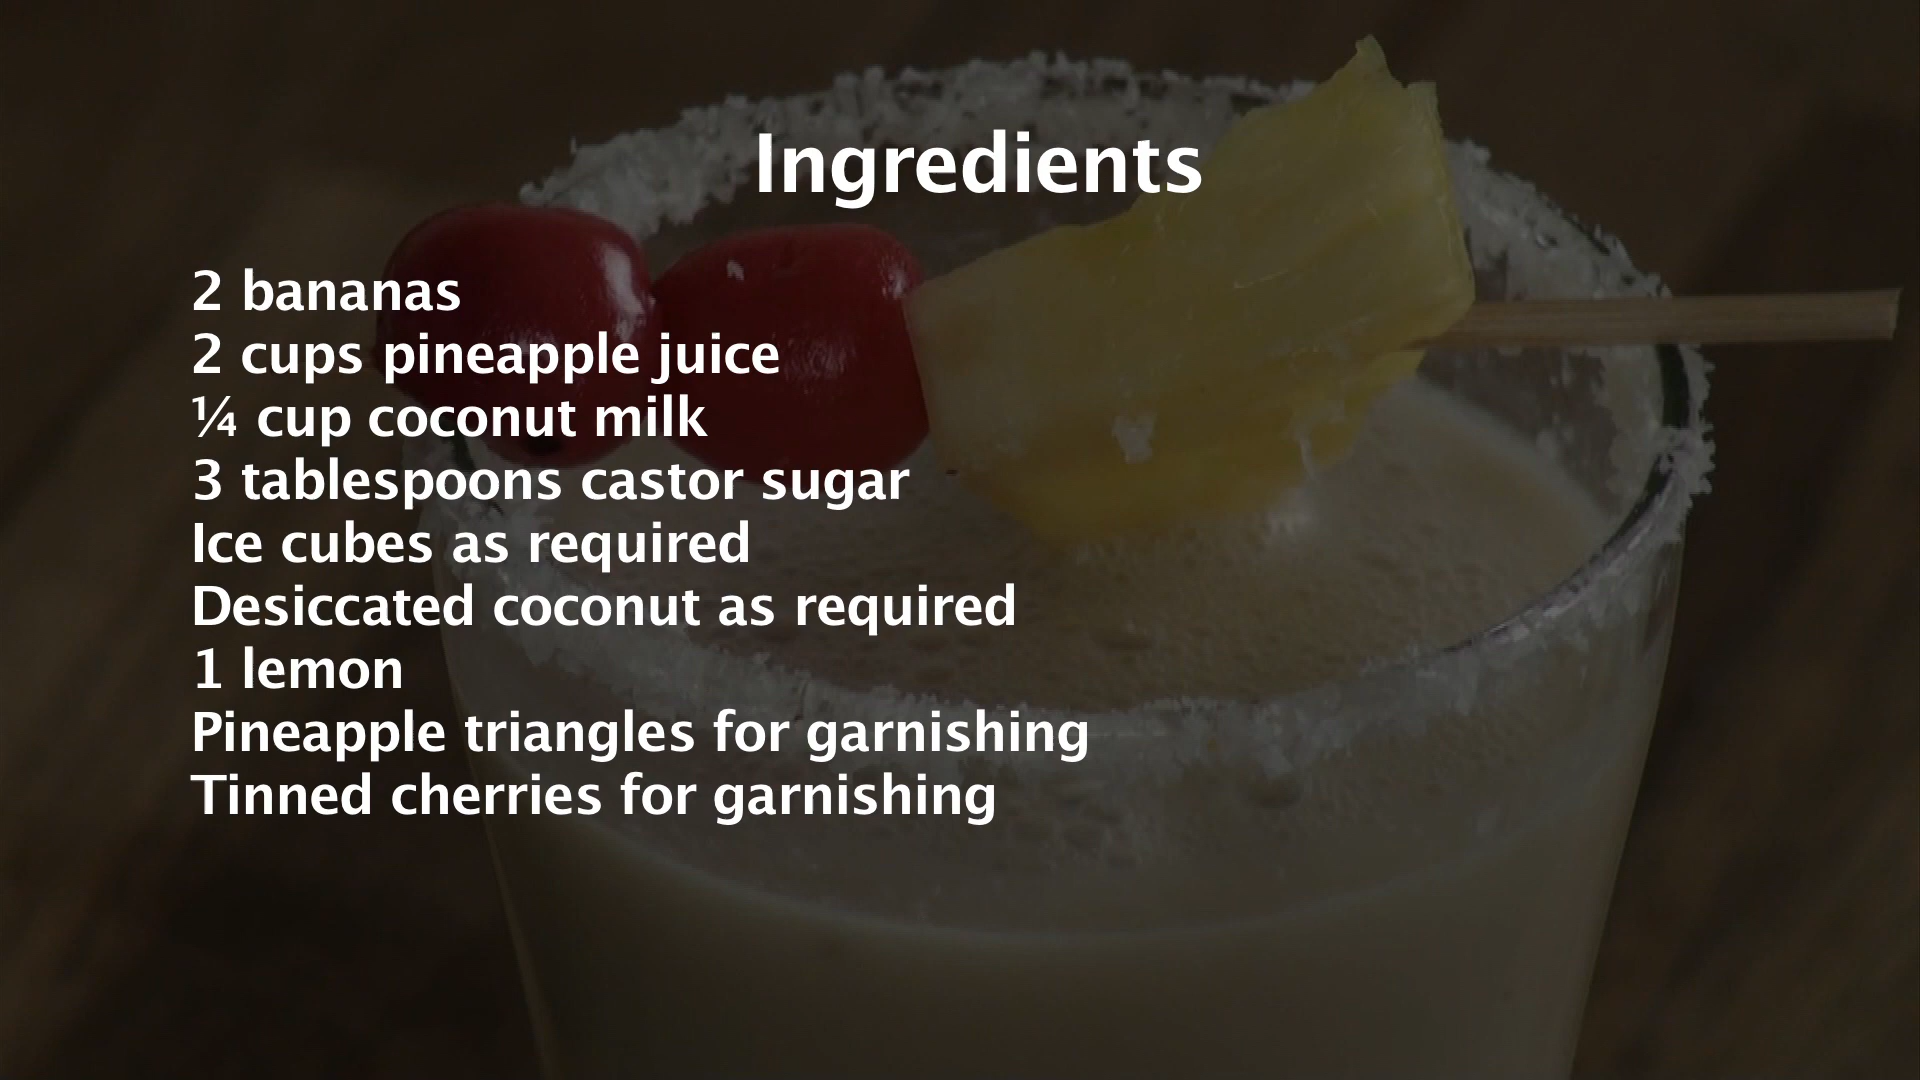 Ingredients
2 bananas
2 cups pineapple juice
¼ cup coconut milk
3 tablespoons castor sugar
Ice cubes as required
Desiccated coconut as required
1 lemon
Pineapple triangles for garnishing
Tinned cherries for garnishing